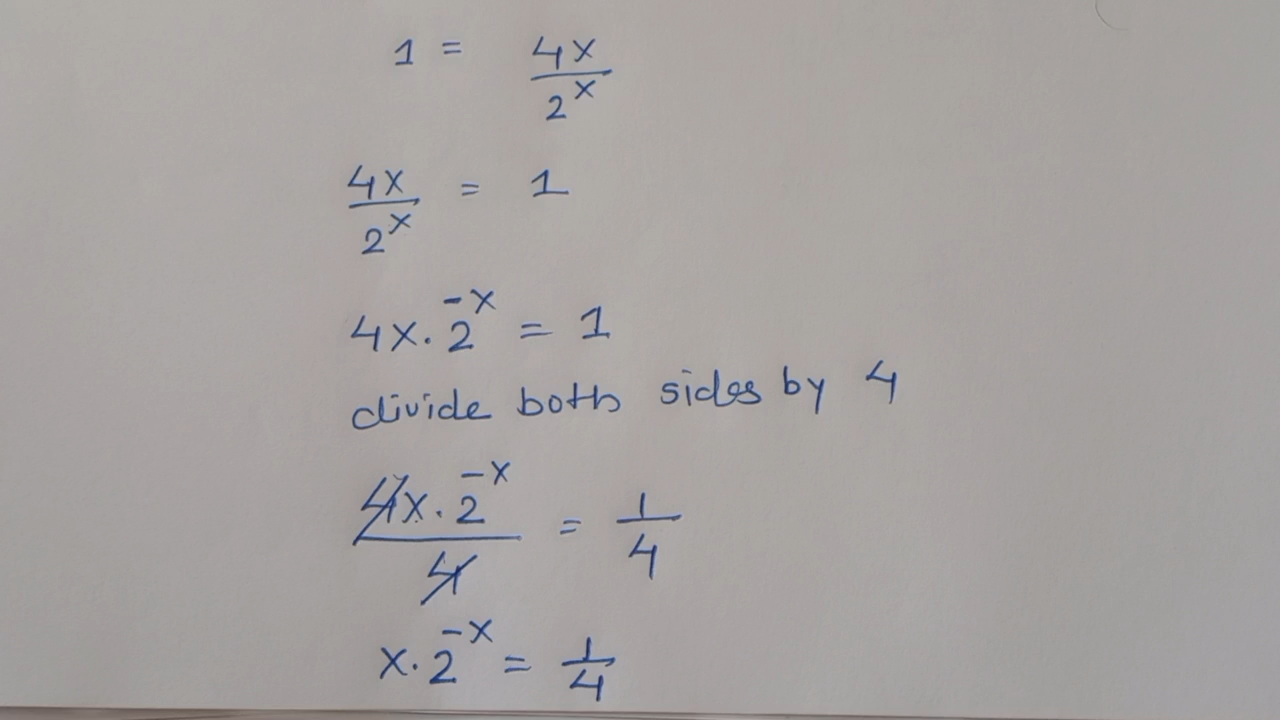 1 = 4x / 2^x
4x / 2^x = 1
4x · 2^-x = 1
divide both sides by 4
4x · 2^-x / 4 = 1/4
x · 2^-x = 1/4